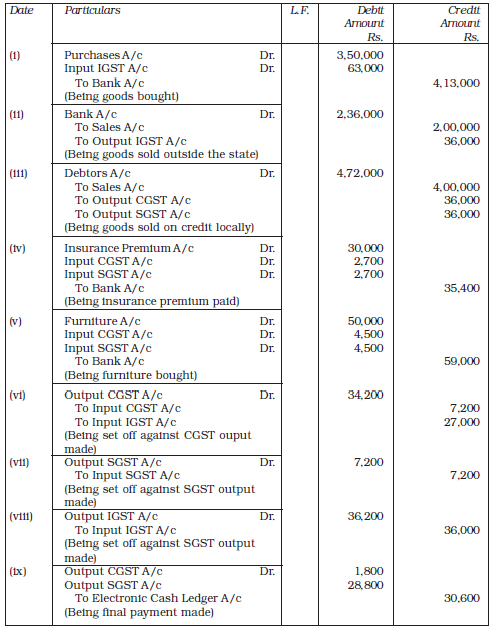 Date Particulars L.F. Debit Credit
Amount Amount
Rs. Rs.
(i) Purchases A/c Dr. 3,50,000
Input IGST A/c Dr. 63,000
To Bank A/c 4,13,000
(Being goods bought)
(ii) Bank A/c Dr. 2,36,000
To Sales A/c 2,00,000
To Output IGST A/c 36,000
(Being goods sold outside the state)
(iii) Debtors A/c Dr. 4,72,000
To Sales A/c 4,00,000
To Output CGST A/c 36,000
To Output SGST A/c 36,000
(Being goods sold on credit locally)
(iv) Insurance Premium A/c Dr. 30,000
Input CGST A/c Dr. 2,700
Input SGST A/c Dr. 2,700
To Bank A/c 35,400
(Being insurance premium paid)
(v) Furniture A/c Dr. 50,000
Input CGST A/c Dr. 4,500
Input SGST A/c Dr. 4,500
To Bank A/c 59,000
(Being furniture bought)
(vi) Output CGST A/c Dr. 34,200
To Input CGST A/c 7,200
To Input IGST A/c 27,000
(Being set off against CGST ouput
made)
(vii) Output SGST A/c Dr. 7,200
To Input SGST A/c 7,200
(Being set off against SGST output
made)
(viii) Output IGST A/c Dr. 36,200
To Input IGST A/c 36,000
(Being set off against SGST output
made)
(ix) Output CGST A/c Dr. 1,800
Output SGST A/c 28,800
To Electronic Cash Ledger A/c 30,600
(Being final payment made)